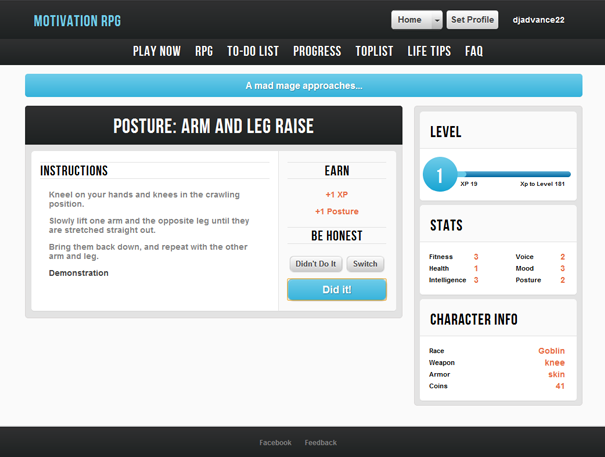 MOTIVATION RPG
Home
Set Profile
djadvance22
PLAY NOW RPG TO-DO LIST PROGRESS TOPLIST LIFE TIPS FAQ
A mad mage approaches...
POSTURE: ARM AND LEG RAISE
INSTRUCTIONS
Kneel on your hands and knees in the crawling
position.
Slowly lift one arm and the opposite leg until they
are stretched straight out.
Bring them back down, and repeat with the other
arm and leg.
Demonstration
EARN
+1 XP
+1 Posture
BE HONEST
Didn't Do It Switch
Did it!
LEVEL
1
XP 19 Xp to Level 181
STATS
Fitness 3 Voice 2
Health 1 Mood 3
Intelligence 3 Posture 2
CHARACTER INFO
Race Goblin
Weapon knee
Armor skin
Coins 41
Facebook Feedback